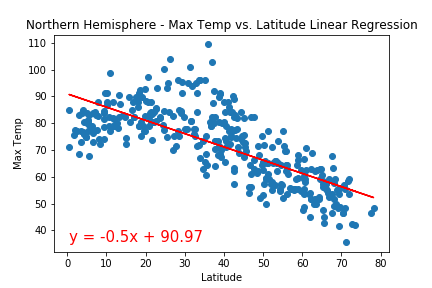 Northern Hemisphere - Max Temp vs. Latitude Linear Regression
110
100
90
80
70
60
50
40
Max Temp
y = -0.5x + 90.97
0 10 20 30 40 50 60 70 80
Latitude